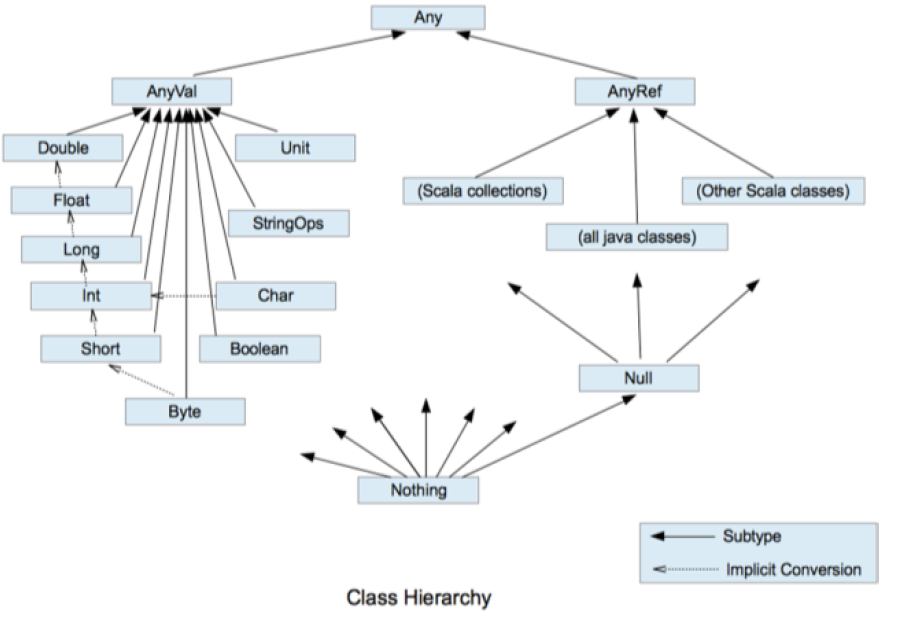 Any
AnyVal
AnyRef
Double
Unit
Float
(Scala collections)
(Other Scala classes)
StringOps
(all java classes)
Long
Int
Char
Short
Boolean
Null
Byte
Nothing
Subtype
Implicit Conversion
Class Hierarchy